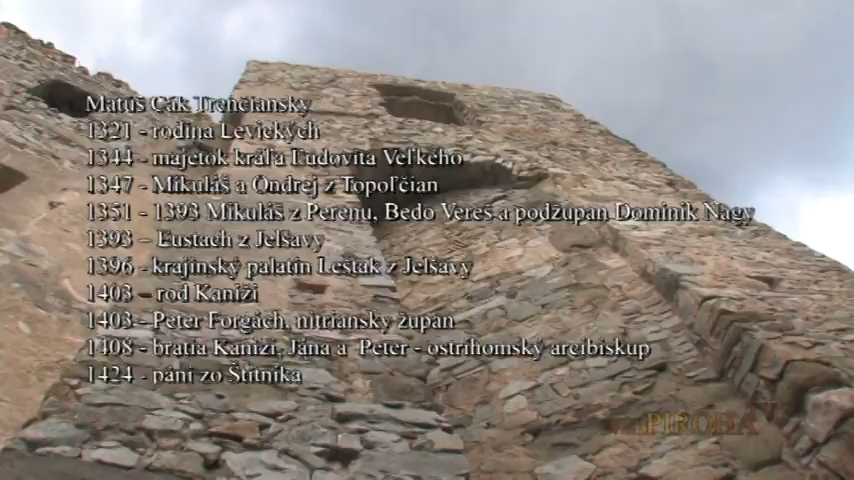 Matúš Čák Trenčiansky
1321 - rodina Levických
1344 - majetok kráľa Ľudovíta Veľkého
1347 - Mikuláš a Ondrej z Topoľčian
1351 - 1393 Mikuláš z Perenu, Bedo Vereš a podžupan Dominik Nagy
1393 – Eustach z Jelšavy
1396 - krajinský palatín Leštak z Jelšavy
1403 – rod Kaniži
1403 - Peter Forgách, nitriansky župan
1408 - bratia Kaniži, Jána a Peter - ostrihomský arcibiskup
1424 - páni zo Štítnika